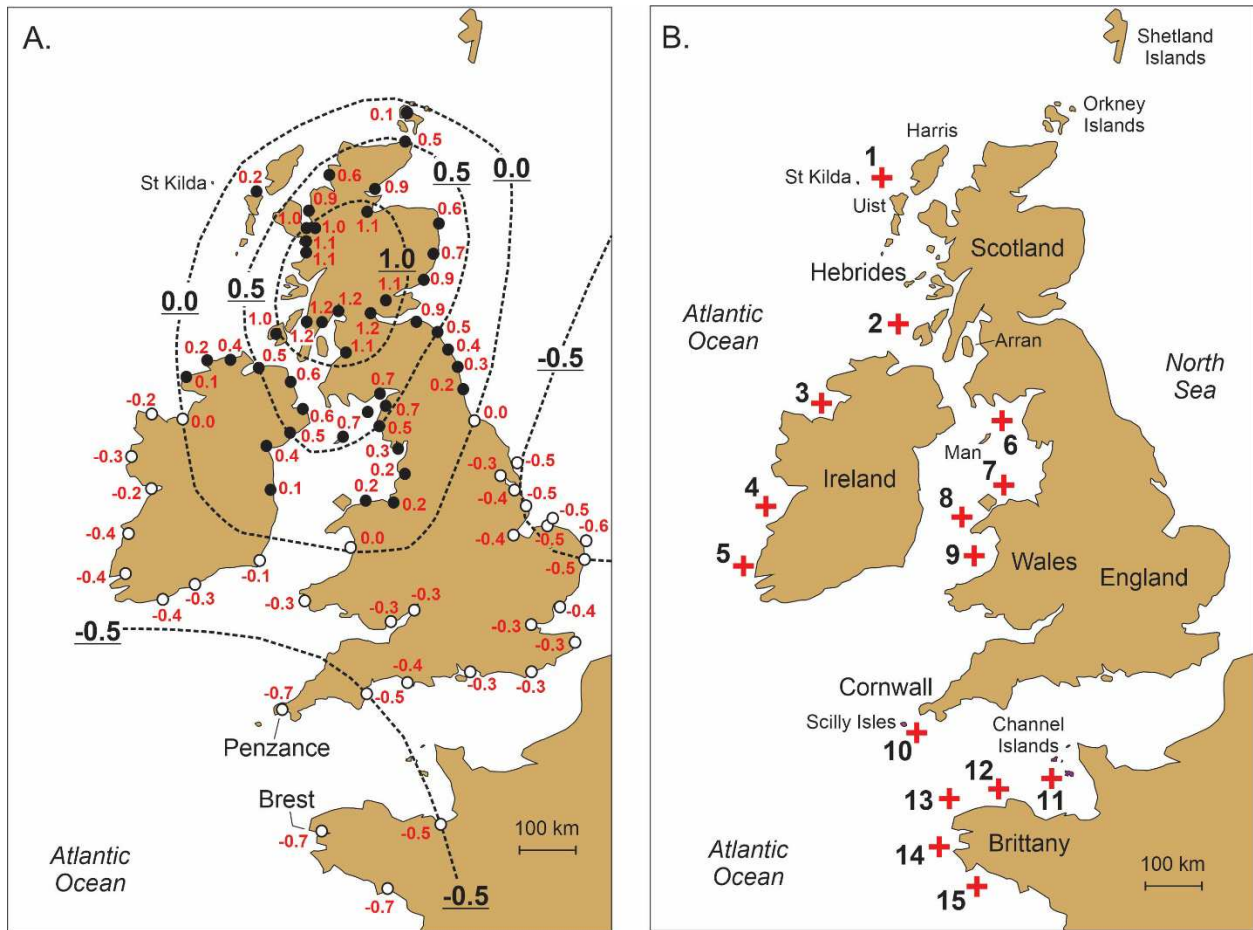 A.
0.1
0.5
0.0
0.5
0.6
0.9
0.2
St Kilda
0.9
1.1
0.6
1.0
1.0
1.1
1.1
0.7
1.0
0.9
0.5
0.0
1.1
-0.5
1.2
1.2
0.9
1.0
1.2
1.2
0.5
1.1
0.4
0.3
0.2
0.4
0.5
0.1
0.6
0.7
0.2
-0.2
0.0
0.6
0.7
0.7
0.0
0.5
0.5
0.4
0.3
-0.3
-0.3
-0.5
0.2
-0.2
0.1
0.2
0.2
-0.4
-0.5
-0.5
-0.4
-0.4
-0.5
-0.6
0.0
-0.1
-0.5
-0.4
-0.3
-0.4
-0.3
-0.3
-0.3
-0.4
-0.3
-0.3
-0.5
-0.4
-0.3
-0.3
-0.5
-0.7
Penzance
Brest
-0.7
-0.5
100 km
Atlantic
Ocean
-0.7
-0.5
B.
Shetland
Islands
Orkney
Islands
Harris
1
St Kilda
Uist
Scotland
Hebrides
Atlantic
Ocean
2
Arran
North
Sea
3
Man
6
Ireland
7
4
8
9
5
Wales
England
Cornwall
Scilly Isles
10
Channel
Islands
12
11
13
14
Brittany
Atlantic
Ocean
100 km
15